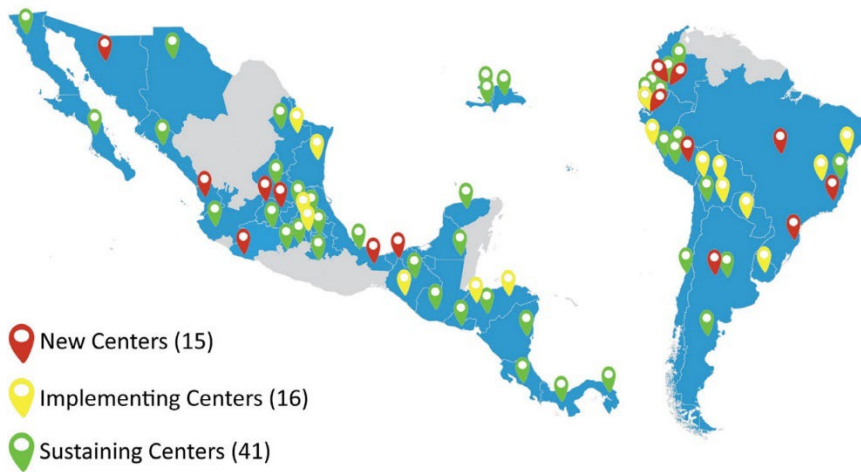 New Centers (15)
Implementing Centers (16)
Sustaining Centers (41)